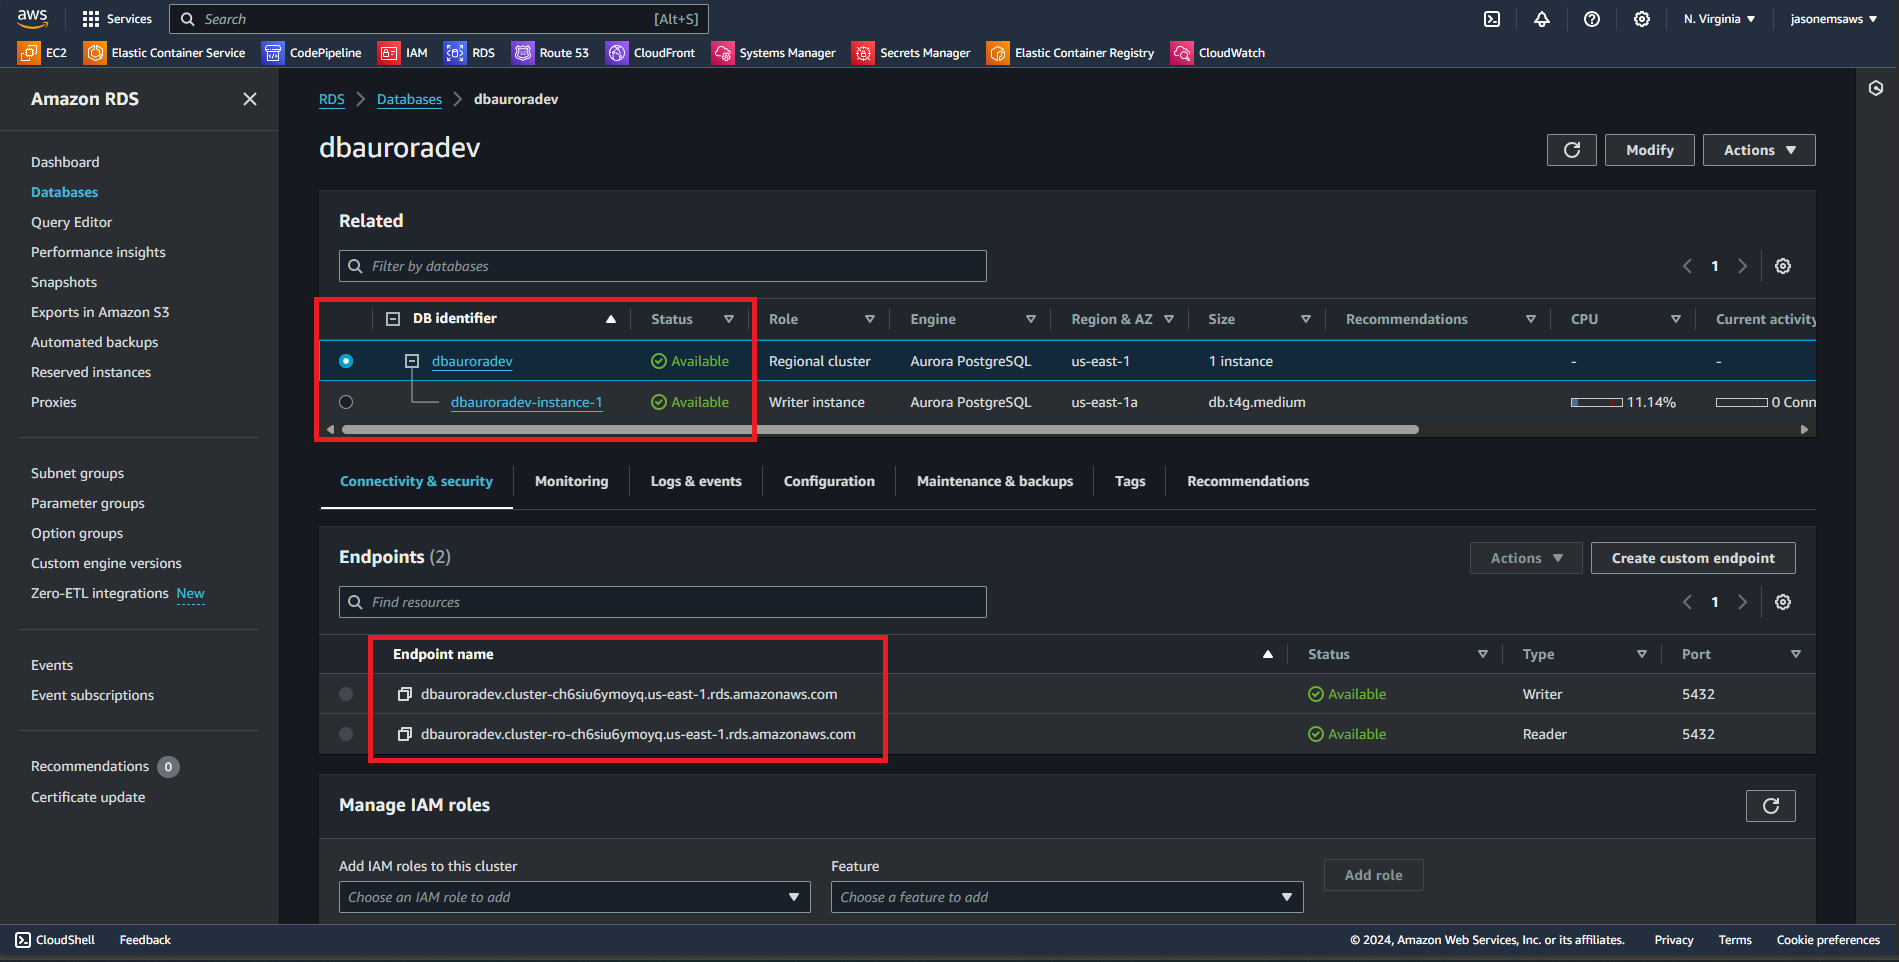 aws Services Search [Alt+S] N. Virginia ▼ jasonemsaws ▼
EC2 Elastic Container Service CodePipeline IAM RDS Route 53 CloudFront Systems Manager Secrets Manager Elastic Container Registry CloudWatch
Amazon RDS
Dashboard
Databases
Query Editor
Performance insights
Snapshots
Exports in Amazon S3
Automated backups
Reserved instances
Proxies
Subnet groups
Parameter groups
Option groups
Custom engine versions
Zero-ETL integrations New
Events
Event subscriptions
Recommendations 0
Certificate update
RDS > Databases > dbauroradev
dbauroradev
Modify Actions ▼
Related
Filter by databases
< 1 >
DB identifier ▲ Status Role Engine Region & AZ Size Recommendations CPU Current activity
dbauroradev Available Regional cluster Aurora PostgreSQL us-east-1 1 instance - -
dbauroradev-instance-1 Available Writer instance Aurora PostgreSQL us-east-1a db.t4g.medium 11.14% 0 Conn
Connectivity & security Monitoring Logs & events Configuration Maintenance & backups Tags Recommendations
Endpoints (2)
Actions ▼ Create custom endpoint
Find resources
< 1 >
Endpoint name ▲ Status Type Port
dbauroradev.cluster-ch6siu6ymoyq.us-east-1.rds.amazonaws.com Available Writer 5432
dbauroradev.cluster-ro-ch6siu6ymoyq.us-east-1.rds.amazonaws.com Available Reader 5432
Manage IAM roles
Add IAM roles to this cluster Feature
Choose an IAM role to add ▼ Choose a feature to add ▼ Add role
CloudShell Feedback © 2024, Amazon Web Services, Inc. or its affiliates. Privacy Terms Cookie preferences